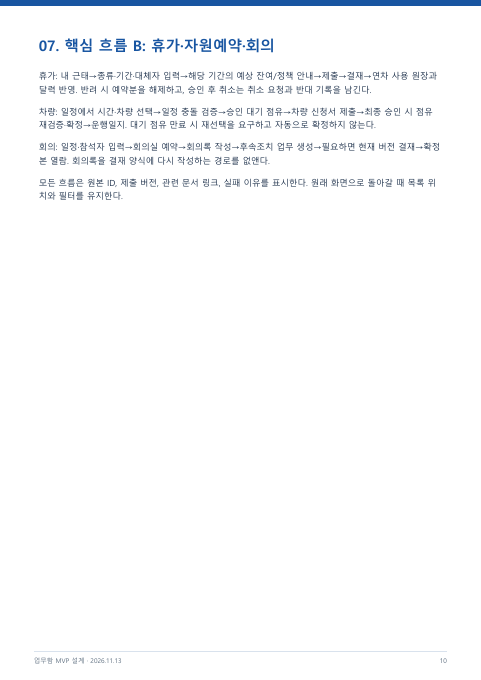 07. 핵심 흐름 B: 휴가·자원예약·회의
휴가: 내 근태→종류·기간·대체자 입력→해당 기간의 예상 잔여/정책 안내→제출→결재→연차 사용 원장과
달력 반영. 반려 시 예약분을 해제하고, 승인 후 취소는 취소 요청과 반대 기록을 남긴다.
차량: 일정에서 시간·차량 선택→일정 충돌 검증→승인 대기 점유→차량 신청서 제출→최종 승인 시 점유
재검증·확정→운행일지. 대기 점유 만료 시 재선택을 요구하고 자동으로 확정하지 않는다.
회의: 일정·참석자 입력→회의실 예약→회의록 작성→후속조치 업무 생성→필요하면 현재 버전 결재→확정
본 열람. 회의록을 결재 양식에 다시 작성하는 경로를 없앤다.
모든 흐름은 원본 ID, 제출 버전, 관련 문서 링크, 실패 이유를 표시한다. 원래 화면으로 돌아갈 때 목록 위
치와 필터를 유지한다.
업무함 MVP 설계 · 2026.11.13
10